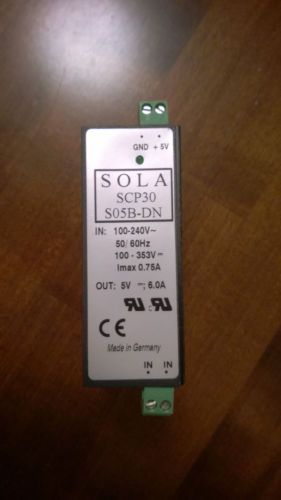 GND + 5V
SOLA
SCP30
S05B-DN
IN: 100-240V~
50/ 60Hz
100 - 353V⎓
Imax 0.75A
OUT: 5V ⎓; 6.0A
CE
Made in Germany
IN IN